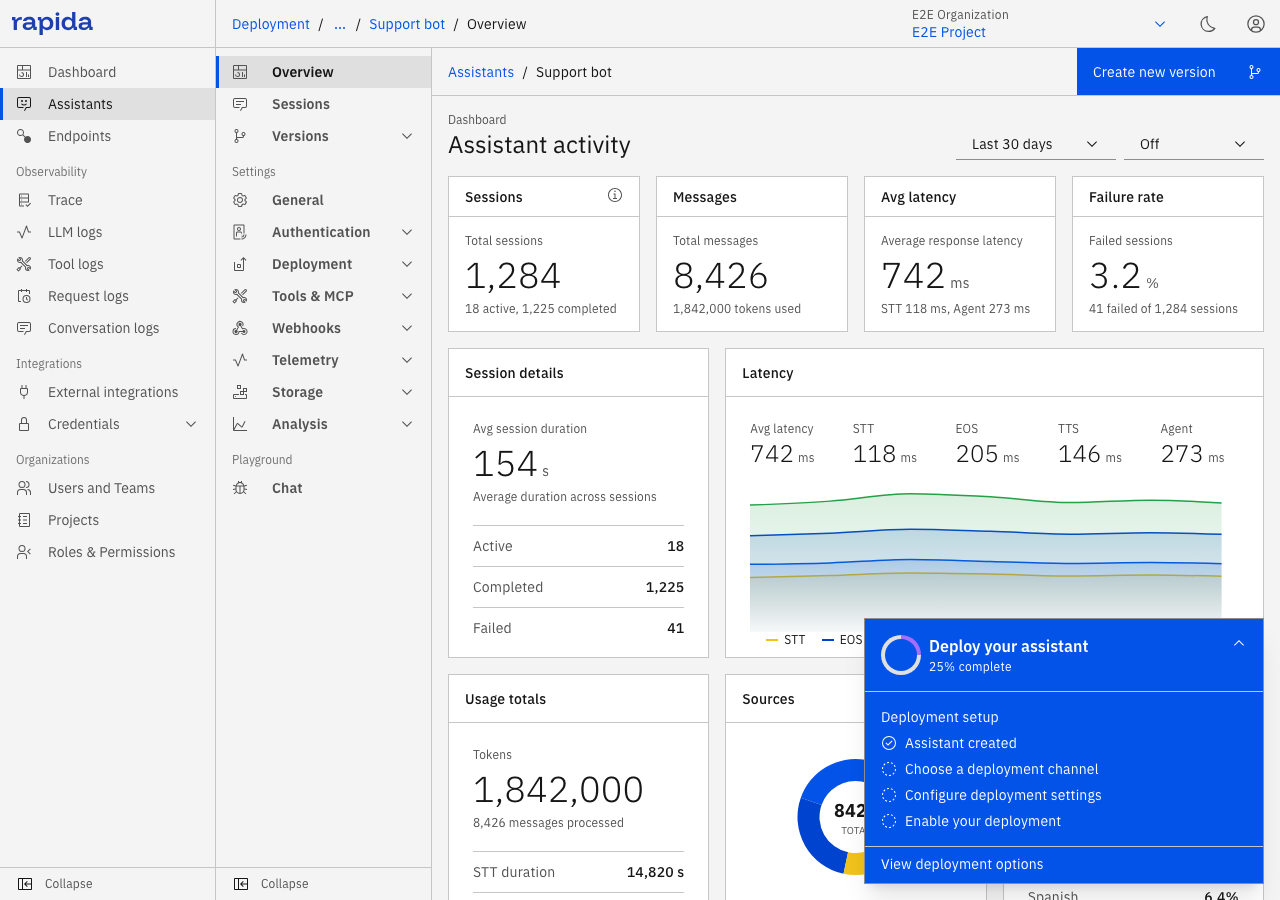 rapida
Deployment / ... / Support bot / Overview
E2E Organization
E2E Project
Dashboard
Assistants
Endpoints
Observability
Trace
LLM logs
Tool logs
Request logs
Conversation logs
Integrations
External integrations
Credentials
Organizations
Users and Teams
Projects
Roles & Permissions
Collapse
Overview
Sessions
Versions
Settings
General
Authentication
Deployment
Tools & MCP
Webhooks
Telemetry
Storage
Analysis
Playground
Chat
Collapse
Assistants / Support bot
Create new version
Dashboard
Assistant activity
Last 30 days
Off
Sessions
Total sessions
1,284
18 active, 1,225 completed
Messages
Total messages
8,426
1,842,000 tokens used
Avg latency
Average response latency
742 ms
STT 118 ms, Agent 273 ms
Failure rate
Failed sessions
3.2 %
41 failed of 1,284 sessions
Session details
Avg session duration
154 s
Average duration across sessions
Active 18
Completed 1,225
Failed 41
Latency
Avg latency
742 ms
STT
118 ms
EOS
205 ms
TTS
146 ms
Agent
273 ms
STT EOS
Usage totals
Tokens
1,842,000
8,426 messages processed
STT duration 14,820 s
Sources
842
TOTA
Spanish 6.4%
Deploy your assistant
25% complete
Deployment setup
Assistant created
Choose a deployment channel
Configure deployment settings
Enable your deployment
View deployment options